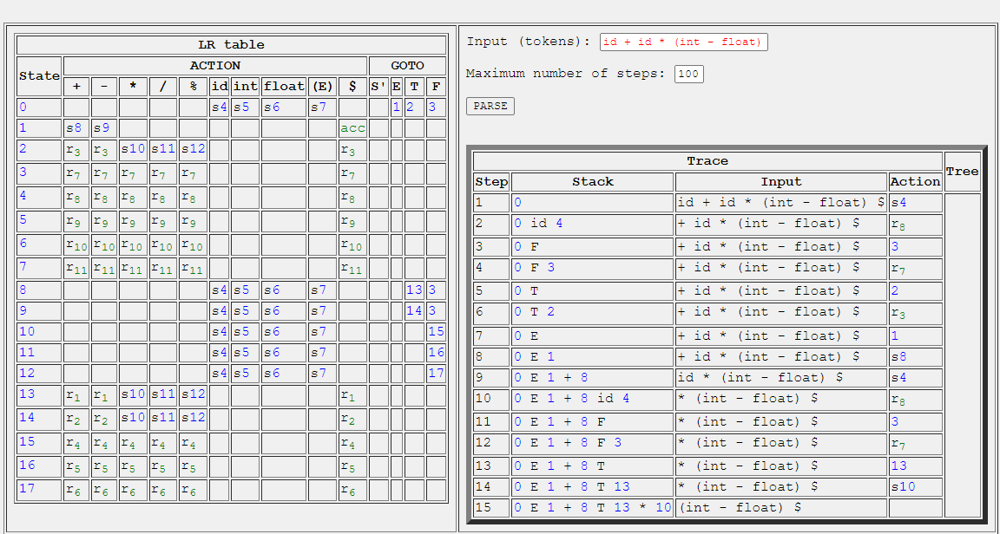 LR table
State ACTION GOTO
+ - * / % id int float (E) $ S' E T F
0 s4 s5 s6 s7 1 2 3
1 s8 s9 acc
2 r3 r3 s10 s11 s12 r3
3 r7 r7 r7 r7 r7 r7
4 r8 r8 r8 r8 r8 r8
5 r9 r9 r9 r9 r9 r9
6 r10 r10 r10 r10 r10 r10
7 r11 r11 r11 r11 r11 r11
8 s4 s5 s6 s7 13 3
9 s4 s5 s6 s7 14 3
10 s4 s5 s6 s7 15
11 s4 s5 s6 s7 16
12 s4 s5 s6 s7 17
13 r1 r1 s10 s11 s12 r1
14 r2 r2 s10 s11 s12 r2
15 r4 r4 r4 r4 r4 r4
16 r5 r5 r5 r5 r5 r5
17 r6 r6 r6 r6 r6 r6
Input (tokens): id + id * (int - float)
Maximum number of steps: 100
PARSE
Trace Tree
Step Stack Input Action
1 0 id + id * (int - float) $ s4
2 0 id 4 + id * (int - float) $ r8
3 0 F + id * (int - float) $ 3
4 0 F 3 + id * (int - float) $ r7
5 0 T + id * (int - float) $ 2
6 0 T 2 + id * (int - float) $ r3
7 0 E + id * (int - float) $ 1
8 0 E 1 + id * (int - float) $ s8
9 0 E 1 + 8 id * (int - float) $ s4
10 0 E 1 + 8 id 4 * (int - float) $ r8
11 0 E 1 + 8 F * (int - float) $ 3
12 0 E 1 + 8 F 3 * (int - float) $ r7
13 0 E 1 + 8 T * (int - float) $ 13
14 0 E 1 + 8 T 13 * (int - float) $ s10
15 0 E 1 + 8 T 13 * 10 (int - float) $